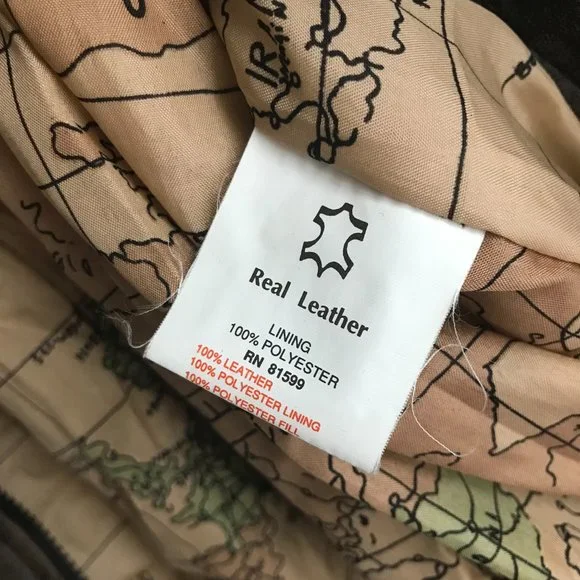 Real Leather
LINING
100% POLYESTER
RN 81599
100% LEATHER
100% POLYESTER LINING
100% POLYESTER FILL